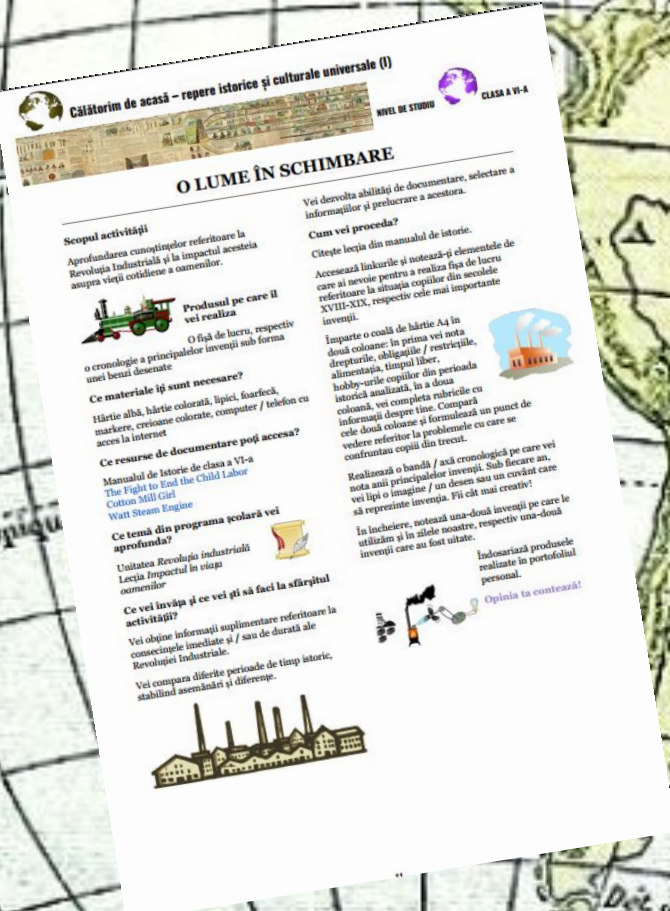 Călătorim de acasă – repere istorice și culturale universale (I)
NIVEL DE STUDIU
CLASA A VI-A
O LUME ÎN SCHIMBARE
Scopul activității
Aprofundarea cunoștințelor referitoare la
Revoluția Industrială și la impactul acesteia
asupra vieții cotidiene a oamenilor.
Produsul pe care îl
vei realiza
O fișă de lucru, respectiv
o cronologie a principalelor invenții sub forma
unei benzi desenate
Ce materiale îți sunt necesare?
Hârtie albă, hârtie colorată, lipici, foarfecă,
markere, creioane colorate, computer / telefon cu
acces la internet
Ce resurse de documentare poți accesa?
Manualul de Istorie de clasa a VI-a
The Fight to End the Child Labor
Cotton Mill Girl
Watt Steam Engine
Ce temă din programa școlară vei
aprofunda?
Unitatea Revoluția industrială
Lecția Impactul în viața
oamenilor
Ce vei învăța și ce vei ști să faci la sfârșitul
activității?
Vei obține informații suplimentare referitoare la
consecințele imediate și / sau de durată ale
Revoluției Industriale.
Vei compara diferite perioade de timp istoric,
stabilind asemănări și diferențe.
Vei dezvolta abilități de documentare, selectare a
informațiilor și prelucrare a acestora.
Cum vei proceda?
Citește lecția din manualul de istorie.
Accesează linkurile și notează-ți elementele de
care ai nevoie pentru a realiza fișa de lucru
referitoare la situația copiilor din secolele
XVIII-XIX, respectiv cele mai importante
invenții.
Împarte o coală de hârtie A4 în
două coloane: în prima vei nota
drepturile, obligațiile / restricțiile,
alimentația, timpul liber,
hobby-urile copiilor din perioada
istorică analizată, în a doua
coloană, vei completa rubricile cu
informații despre tine. Compară
cele două coloane și formulează un punct de
vedere referitor la problemele cu care se
confruntau copiii din trecut.
Realizează o bandă / axă cronologică pe care vei
nota anii principalelor invenții. Sub fiecare an,
vei lipi o imagine / un desen sau un cuvânt care
să reprezinte invenția. Fii cât mai creativ!
În încheiere, notează una-două invenții pe care le
utilizăm și în zilele noastre, respectiv una-două
invenții care au fost uitate.
Îndosariază produsele
realizate în portofoliul
personal.
Opinia ta contează!